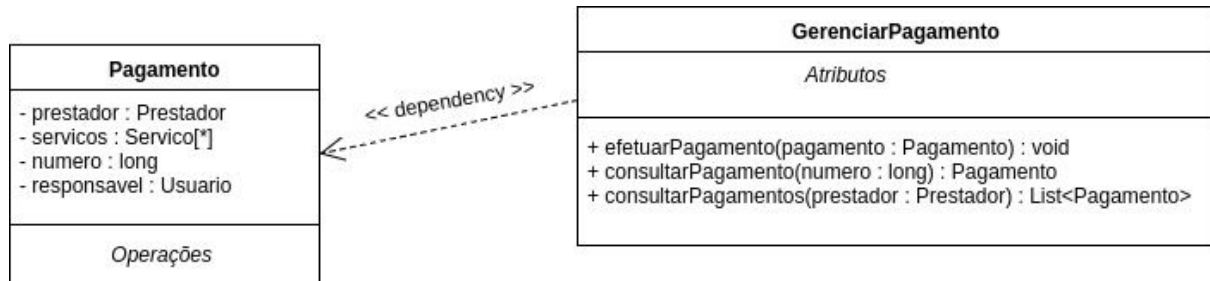 Pagamento
- prestador : Prestador
- servicos : Servico[*]
- numero : long
- responsavel : Usuario
Operações
<< dependency >>
GerenciarPagamento
Atributos
+ efetuarPagamento(pagamento : Pagamento) : void
+ consultarPagamento(numero : long) : Pagamento
+ consultarPagamentos(prestador : Prestador) : List<Pagamento>